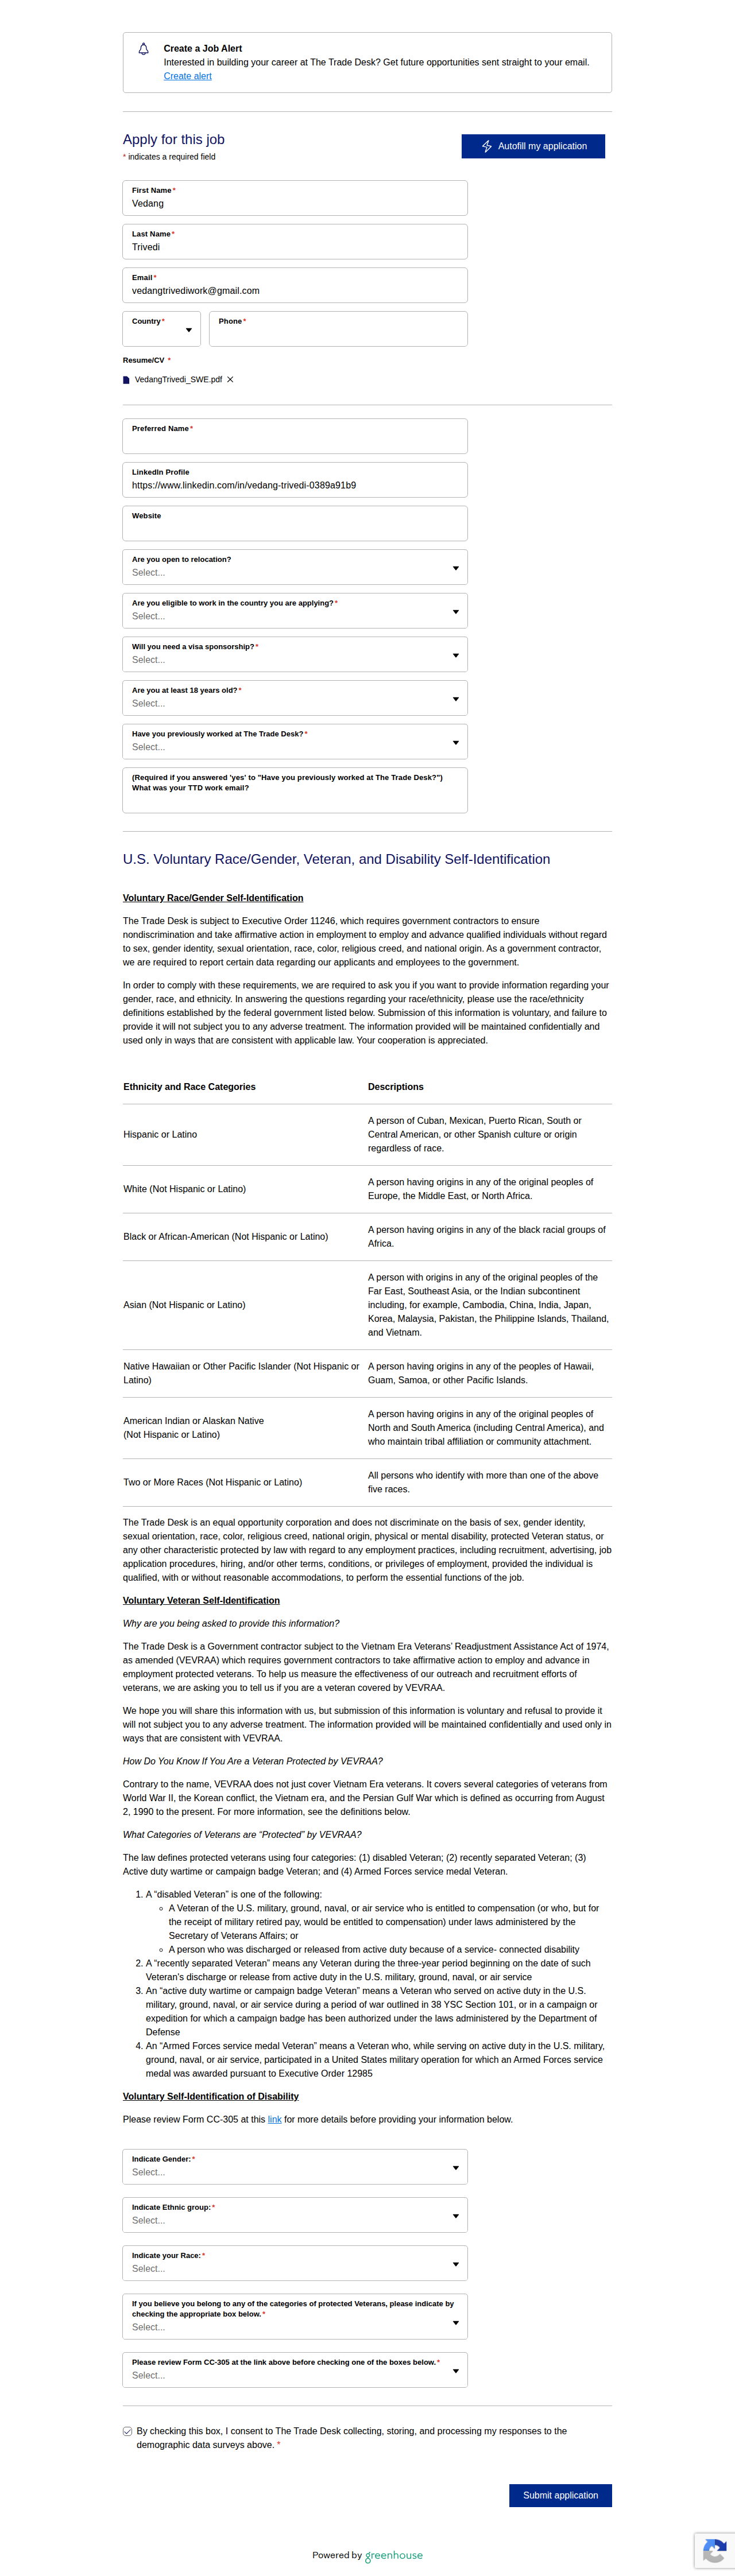 Create a Job Alert
Interested in building your career at The Trade Desk? Get future opportunities sent straight to your email.
Create alert
Apply for this job
* indicates a required field
Autofill my application
First Name*
Vedang
Last Name*
Trivedi
Email*
vedangtrivediwork@gmail.com
Country*
Phone*
Resume/CV *
VedangTrivedi_SWE.pdf
Preferred Name*
LinkedIn Profile
https://www.linkedin.com/in/vedang-trivedi-0389a91b9
Website
Are you open to relocation?
Select...
Are you eligible to work in the country you are applying?*
Select...
Will you need a visa sponsorship?*
Select...
Are you at least 18 years old?*
Select...
Have you previously worked at The Trade Desk?*
Select...
(Required if you answered 'yes' to "Have you previously worked at The Trade Desk?")
What was your TTD work email?
U.S. Voluntary Race/Gender, Veteran, and Disability Self-Identification
Voluntary Race/Gender Self-Identification
The Trade Desk is subject to Executive Order 11246, which requires government contractors to ensure
nondiscrimination and take affirmative action in employment to employ and advance qualified individuals without regard
to sex, gender identity, sexual orientation, race, color, religious creed, and national origin. As a government contractor,
we are required to report certain data regarding our applicants and employees to the government.
In order to comply with these requirements, we are required to ask you if you want to provide information regarding your
gender, race, and ethnicity. In answering the questions regarding your race/ethnicity, please use the race/ethnicity
definitions established by the federal government listed below. Submission of this information is voluntary, and failure to
provide it will not subject you to any adverse treatment. The information provided will be maintained confidentially and
used only in ways that are consistent with applicable law. Your cooperation is appreciated.
Ethnicity and Race Categories
Descriptions
Hispanic or Latino
A person of Cuban, Mexican, Puerto Rican, South or
Central American, or other Spanish culture or origin
regardless of race.
White (Not Hispanic or Latino)
A person having origins in any of the original peoples of
Europe, the Middle East, or North Africa.
Black or African-American (Not Hispanic or Latino)
A person having origins in any of the black racial groups of
Africa.
Asian (Not Hispanic or Latino)
A person with origins in any of the original peoples of the
Far East, Southeast Asia, or the Indian subcontinent
including, for example, Cambodia, China, India, Japan,
Korea, Malaysia, Pakistan, the Philippine Islands, Thailand,
and Vietnam.
Native Hawaiian or Other Pacific Islander (Not Hispanic or
Latino)
A person having origins in any of the peoples of Hawaii,
Guam, Samoa, or other Pacific Islands.
American Indian or Alaskan Native
(Not Hispanic or Latino)
A person having origins in any of the original peoples of
North and South America (including Central America), and
who maintain tribal affiliation or community attachment.
Two or More Races (Not Hispanic or Latino)
All persons who identify with more than one of the above
five races.
The Trade Desk is an equal opportunity corporation and does not discriminate on the basis of sex, gender identity,
sexual orientation, race, color, religious creed, national origin, physical or mental disability, protected Veteran status, or
any other characteristic protected by law with regard to any employment practices, including recruitment, advertising, job
application procedures, hiring, and/or other terms, conditions, or privileges of employment, provided the individual is
qualified, with or without reasonable accommodations, to perform the essential functions of the job.
Voluntary Veteran Self-Identification
Why are you being asked to provide this information?
The Trade Desk is a Government contractor subject to the Vietnam Era Veterans' Readjustment Assistance Act of 1974,
as amended (VEVRAA) which requires government contractors to take affirmative action to employ and advance in
employment protected veterans. To help us measure the effectiveness of our outreach and recruitment efforts of
veterans, we are asking you to tell us if you are a veteran covered by VEVRAA.
We hope you will share this information with us, but submission of this information is voluntary and refusal to provide it
will not subject you to any adverse treatment. The information provided will be maintained confidentially and used only in
ways that are consistent with VEVRAA.
How Do You Know If You Are a Veteran Protected by VEVRAA?
Contrary to the name, VEVRAA does not just cover Vietnam Era veterans. It covers several categories of veterans from
World War II, the Korean conflict, the Vietnam era, and the Persian Gulf War which is defined as occurring from August
2, 1990 to the present. For more information, see the definitions below.
What Categories of Veterans are “Protected” by VEVRAA?
The law defines protected veterans using four categories: (1) disabled Veteran; (2) recently separated Veteran; (3)
Active duty wartime or campaign badge Veteran; and (4) Armed Forces service medal Veteran.
1. A “disabled Veteran” is one of the following:
A Veteran of the U.S. military, ground, naval, or air service who is entitled to compensation (or who, but for
the receipt of military retired pay, would be entitled to compensation) under laws administered by the
Secretary of Veterans Affairs; or
A person who was discharged or released from active duty because of a service- connected disability
2. A “recently separated Veteran” means any Veteran during the three-year period beginning on the date of such
Veteran's discharge or release from active duty in the U.S. military, ground, naval, or air service
3. An “active duty wartime or campaign badge Veteran” means a Veteran who served on active duty in the U.S.
military, ground, naval, or air service during a period of war outlined in 38 YSC Section 101, or in a campaign or
expedition for which a campaign badge has been authorized under the laws administered by the Department of
Defense
4. An “Armed Forces service medal Veteran” means a Veteran who, while serving on active duty in the U.S. military,
ground, naval, or air service, participated in a United States military operation for which an Armed Forces service
medal was awarded pursuant to Executive Order 12985
Voluntary Self-Identification of Disability
Please review Form CC-305 at this link for more details before providing your information below.
Indicate Gender:*
Select...
Indicate Ethnic group:*
Select...
Indicate your Race:*
Select...
If you believe you belong to any of the categories of protected Veterans, please indicate by
checking the appropriate box below.*
Select...
Please review Form CC-305 at the link above before checking one of the boxes below.*
Select...
By checking this box, I consent to The Trade Desk collecting, storing, and processing my responses to the
demographic data surveys above. *
Submit application
Powered by greenhouse